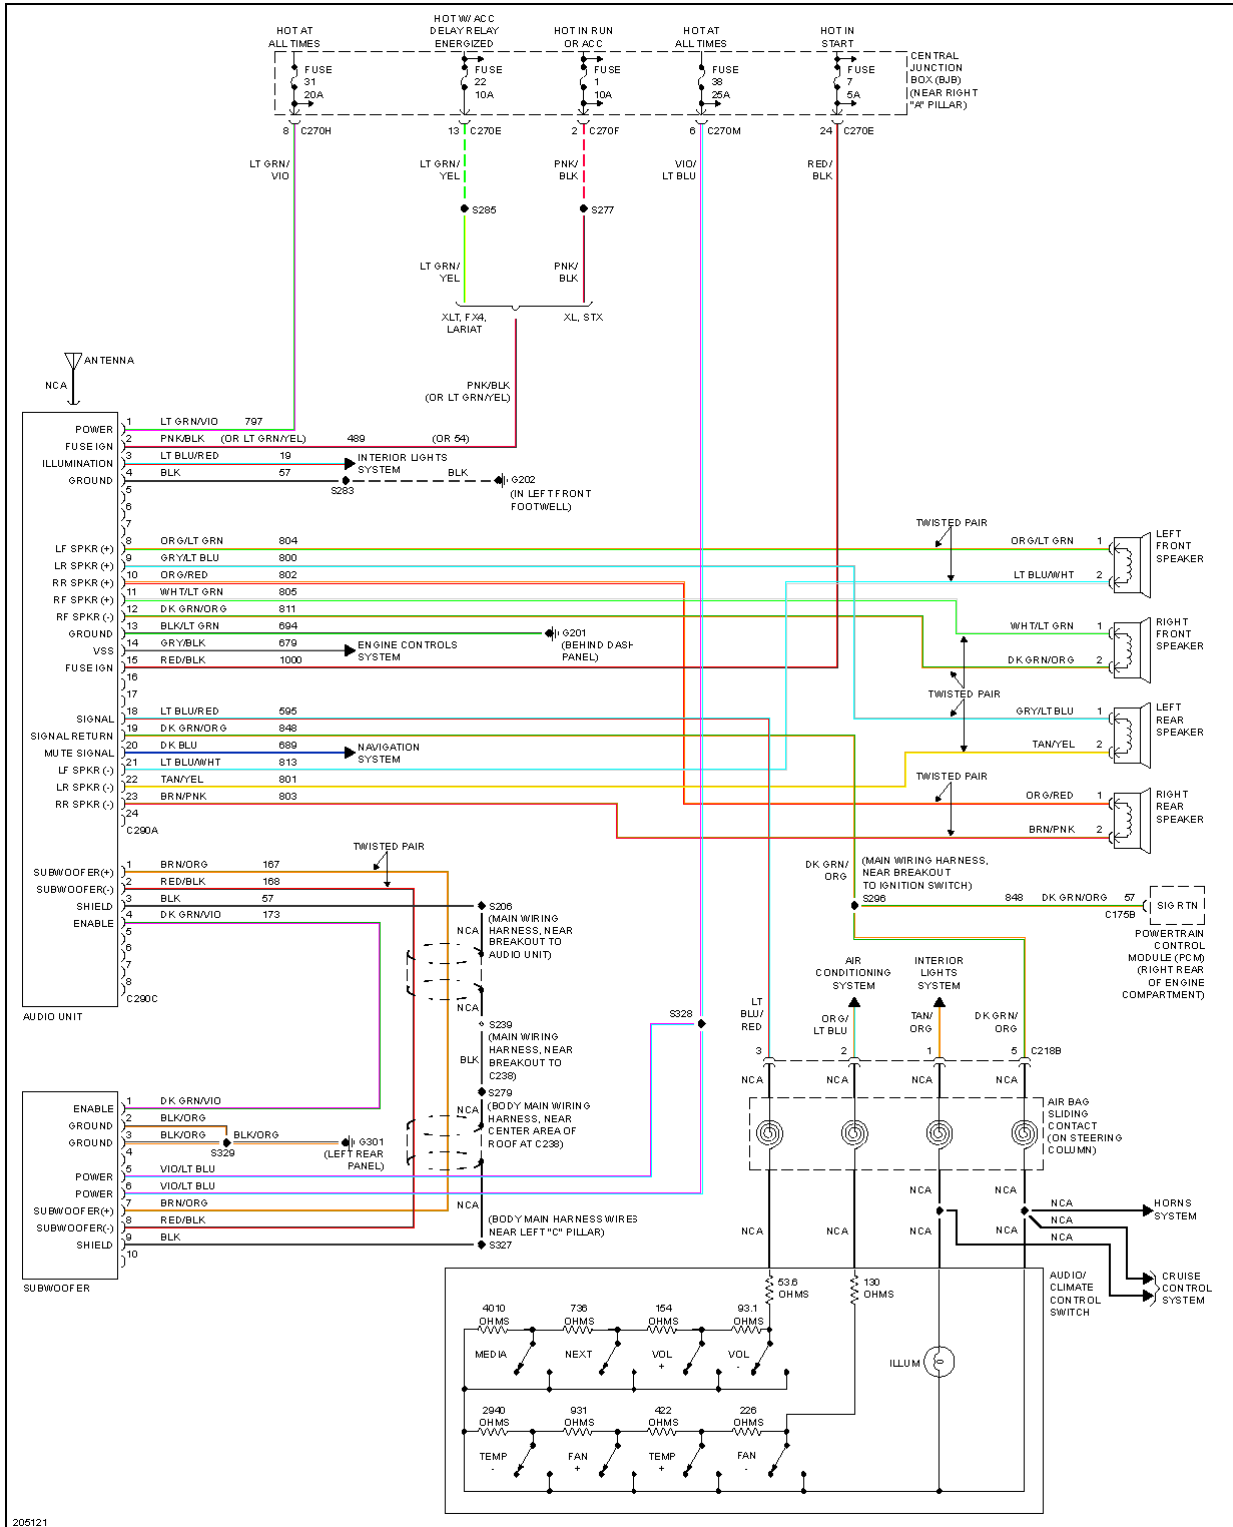 HOT AT
ALL TIMES
HOT W/ ACC
DELAY RELAY
ENERGIZED
HOT IN RUN
OR ACC
HOT AT
ALL TIMES
HOT IN
START
FUSE
31
20A
FUSE
22
10A
FUSE
1
10A
FUSE
38
25A
FUSE
7
5A
CENTRAL
JUNCTION
BOX (BJB)
(NEAR RIGHT
"A" PILLAR)
8 C270H
13 C270E
2 C270F
6 C270M
24 C270E
LT GRN/
VIO
LT GRN/
YEL
PNK/
BLK
VIO/
LT BLU
RED/
BLK
S285
S277
LT GRN/
YEL
PNK/
BLK
XLT, FX4,
LARIAT
XL, STX
ANTENNA
NCA
PNK/BLK
(OR LT GRN/YEL)
POWER 1 LT GRN/VIO 797
FUSE IGN 2 PNK/BLK (OR LT GRN/YEL) 489 (OR 54)
ILLUMINATION 3 LT BLU/RED 19
INTERIOR LIGHTS
SYSTEM
GROUND 4 BLK 57 BLK
S283
G202
(IN LEFT FRONT
FOOTWELL)
5
6
7
LF SPKR (+) 8 ORG/LT GRN 804
LR SPKR (+) 9 GRY/LT BLU 800
RR SPKR (+) 10 ORG/RED 802
RF SPKR (+) 11 WHT/LT GRN 805
RF SPKR (-) 12 DK GRN/ORG 811
GROUND 13 BLK/LT GRN 694
G201
(BEHIND DASH
PANEL)
VSS 14 GRY/BLK 679
ENGINE CONTROLS
SYSTEM
FUSE IGN 15 RED/BLK 1000
16
17
SIGNAL 18 LT BLU/RED 595
SIGNAL RETURN 19 DK GRN/ORG 848
MUTE SIGNAL 20 DK BLU 689
NAVIGATION
SYSTEM
LF SPKR (-) 21 LT BLU/WHT 813
LR SPKR (-) 22 TAN/YEL 801
RR SPKR (-) 23 BRN/PNK 803
24
C290A
TWISTED PAIR
ORG/LT GRN 1
LT BLU/WHT 2
LEFT
FRONT
SPEAKER
WHT/LT GRN 1
DK GRN/ORG 2
RIGHT
FRONT
SPEAKER
TWISTED PAIR
GRY/LT BLU 1
TAN/YEL 2
LEFT
REAR
SPEAKER
TWISTED PAIR
ORG/RED 1
BRN/PNK 2
RIGHT
REAR
SPEAKER
TWISTED PAIR
SUBWOOFER(+) 1 BRN/ORG 167
SUBWOOFER(-) 2 RED/BLK 168
SHIELD 3 BLK 57
ENABLE 4 DK GRN/VIO 173
5
6
7
8
C290C
AUDIO UNIT
S206
(MAIN WIRING
HARNESS, NEAR
BREAKOUT TO
AUDIO UNIT)
NCA
NCA
S239
(MAIN WIRING
HARNESS, NEAR
BREAKOUT TO
C238)
BLK
S279
(BODY MAIN WIRING
HARNESS, NEAR
CENTER AREA OF
ROOF AT C238)
NCA
NCA
(BODY MAIN HARNESS WIRES
NEAR LEFT "C" PILLAR)
S327
DK GRN/
ORG
(MAIN WIRING HARNESS,
NEAR BREAKOUT
TO IGNITION SWITCH)
S296
848 DK GRN/ORG 57
C175B
SIG RTN
POWERTRAIN
CONTROL
MODULE (PCM)
(RIGHT REAR
OF ENGINE
COMPARTMENT)
AIR
CONDITIONING
SYSTEM
INTERIOR
LIGHTS
SYSTEM
S328
LT
BLU/
RED
ORG/
LT BLU
TAN/
ORG
DK GRN/
ORG
3 2 1 5 C218B
NCA NCA NCA NCA
AIR BAG
SLIDING
CONTACT
(ON STEERING
COLUMN)
ENABLE 1 DK GRN/VIO
GROUND 2 BLK/ORG
GROUND 3 BLK/ORG BLK/ORG
S329
G301
(LEFT REAR
PANEL)
4
POWER 5 VIO/LT BLU
POWER 6 VIO/LT BLU
SUBWOOFER(+) 7 BRN/ORG
SUBWOOFER(-) 8 RED/BLK
SHIELD 9 BLK
10
SUBWOOFER
NCA NCA
NCA NCA NCA NCA
NCA
NCA
NCA
HORNS
SYSTEM
CRUISE
CONTROL
SYSTEM
53.6
OHMS
130
OHMS
AUDIO/
CLIMATE
CONTROL
SWITCH
4010
OHMS
736
OHMS
154
OHMS
93.1
OHMS
MEDIA
NEXT
VOL
+
VOL
-
ILLUM
2940
OHMS
931
OHMS
422
OHMS
226
OHMS
TEMP
-
FAN
+
TEMP
+
FAN
-
205121